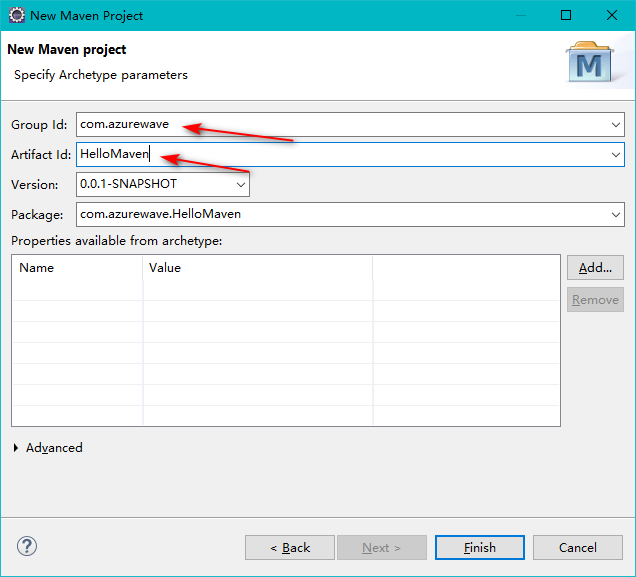 New Maven Project
New Maven project
Specify Archetype parameters
M
Group Id: com.azurewave
Artifact Id: HelloMaven
Version: 0.0.1-SNAPSHOT
Package: com.azurewave.HelloMaven
Properties available from archetype:
Name Value
Add...
Remove
Advanced
? < Back Next > Finish Cancel